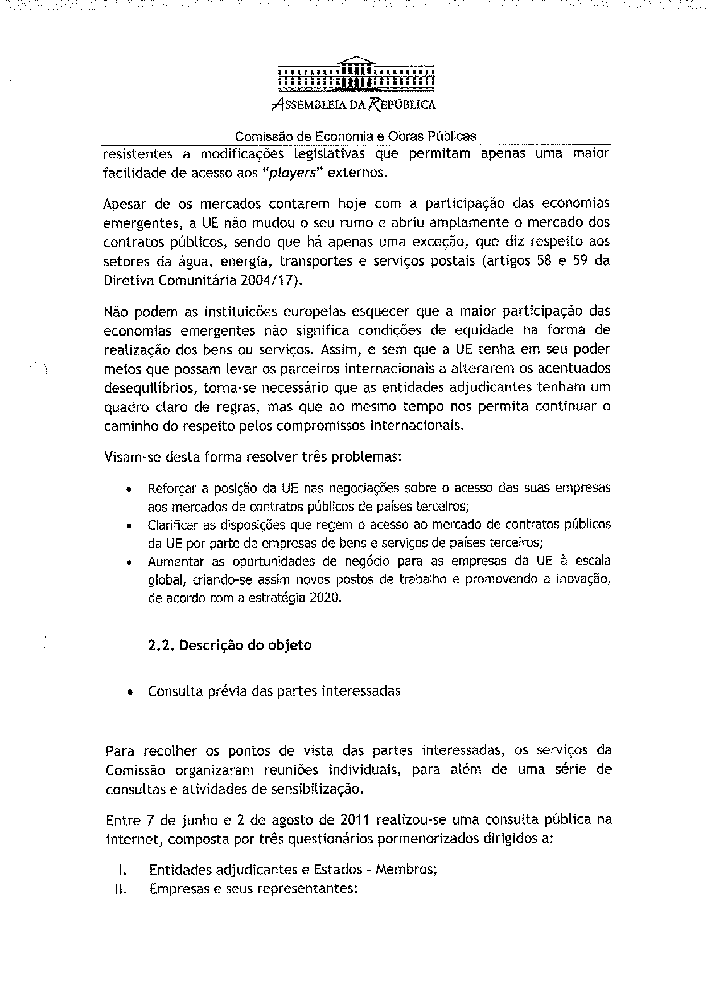 ASSEMBLEIA DA REPÚBLICA
Comissão de Economia e Obras Públicas
resistentes a modificações legislativas que permitam apenas uma maior
facilidade de acesso aos “players” externos.
Apesar de os mercados contarem hoje com a participação das economias
emergentes, a UE não mudou o seu rumo e abriu amplamente o mercado dos
contratos públicos, sendo que há apenas uma exceção, que diz respeito aos
setores da água, energia, transportes e serviços postais (artigos 58 e 59 da
Diretiva Comunitária 2004/17).
Não podem as instituições europeias esquecer que a maior participação das
economias emergentes não significa condições de equidade na forma de
realização dos bens ou serviços. Assim, e sem que a UE tenha em seu poder
meios que possam levar os parceiros internacionais a alterarem os acentuados
desequilíbrios, torna-se necessário que as entidades adjudicantes tenham um
quadro claro de regras, mas que ao mesmo tempo nos permita continuar o
caminho do respeito pelos compromissos internacionais.
Visam-se desta forma resolver três problemas:
• Reforçar a posição da UE nas negociações sobre o acesso das suas empresas
aos mercados de contratos públicos de países terceiros;
• Clarificar as disposições que regem o acesso ao mercado de contratos públicos
da UE por parte de empresas de bens e serviços de países terceiros;
• Aumentar as oportunidades de negócio para as empresas da UE à escala
global, criando-se assim novos postos de trabalho e promovendo a inovação,
de acordo com a estratégia 2020.
2.2. Descrição do objeto
• Consulta prévia das partes interessadas
Para recolher os pontos de vista das partes interessadas, os serviços da
Comissão organizaram reuniões individuais, para além de uma série de
consultas e atividades de sensibilização.
Entre 7 de junho e 2 de agosto de 2011 realizou-se uma consulta pública na
internet, composta por três questionários pormenorizados dirigidos a:
I. Entidades adjudicantes e Estados - Membros;
II. Empresas e seus representantes: